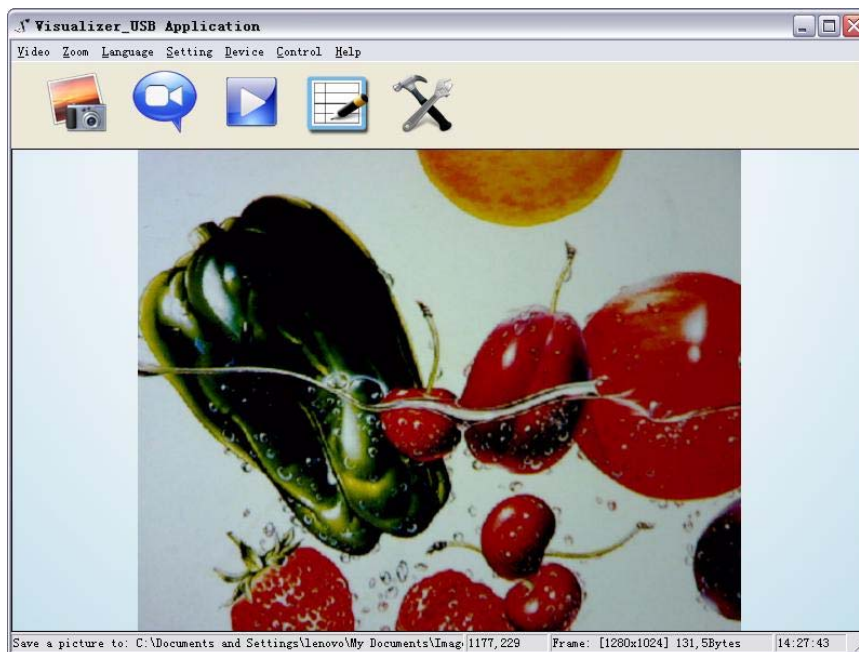 Visualizer_USB Application
Video Zoom Language Setting Device Control Help
Save a picture to: C:\Documents and Settings\lenovo\My Documents\Imag 1177,229 Frame: [1280x1024] 131,5Bytes 14:27:43